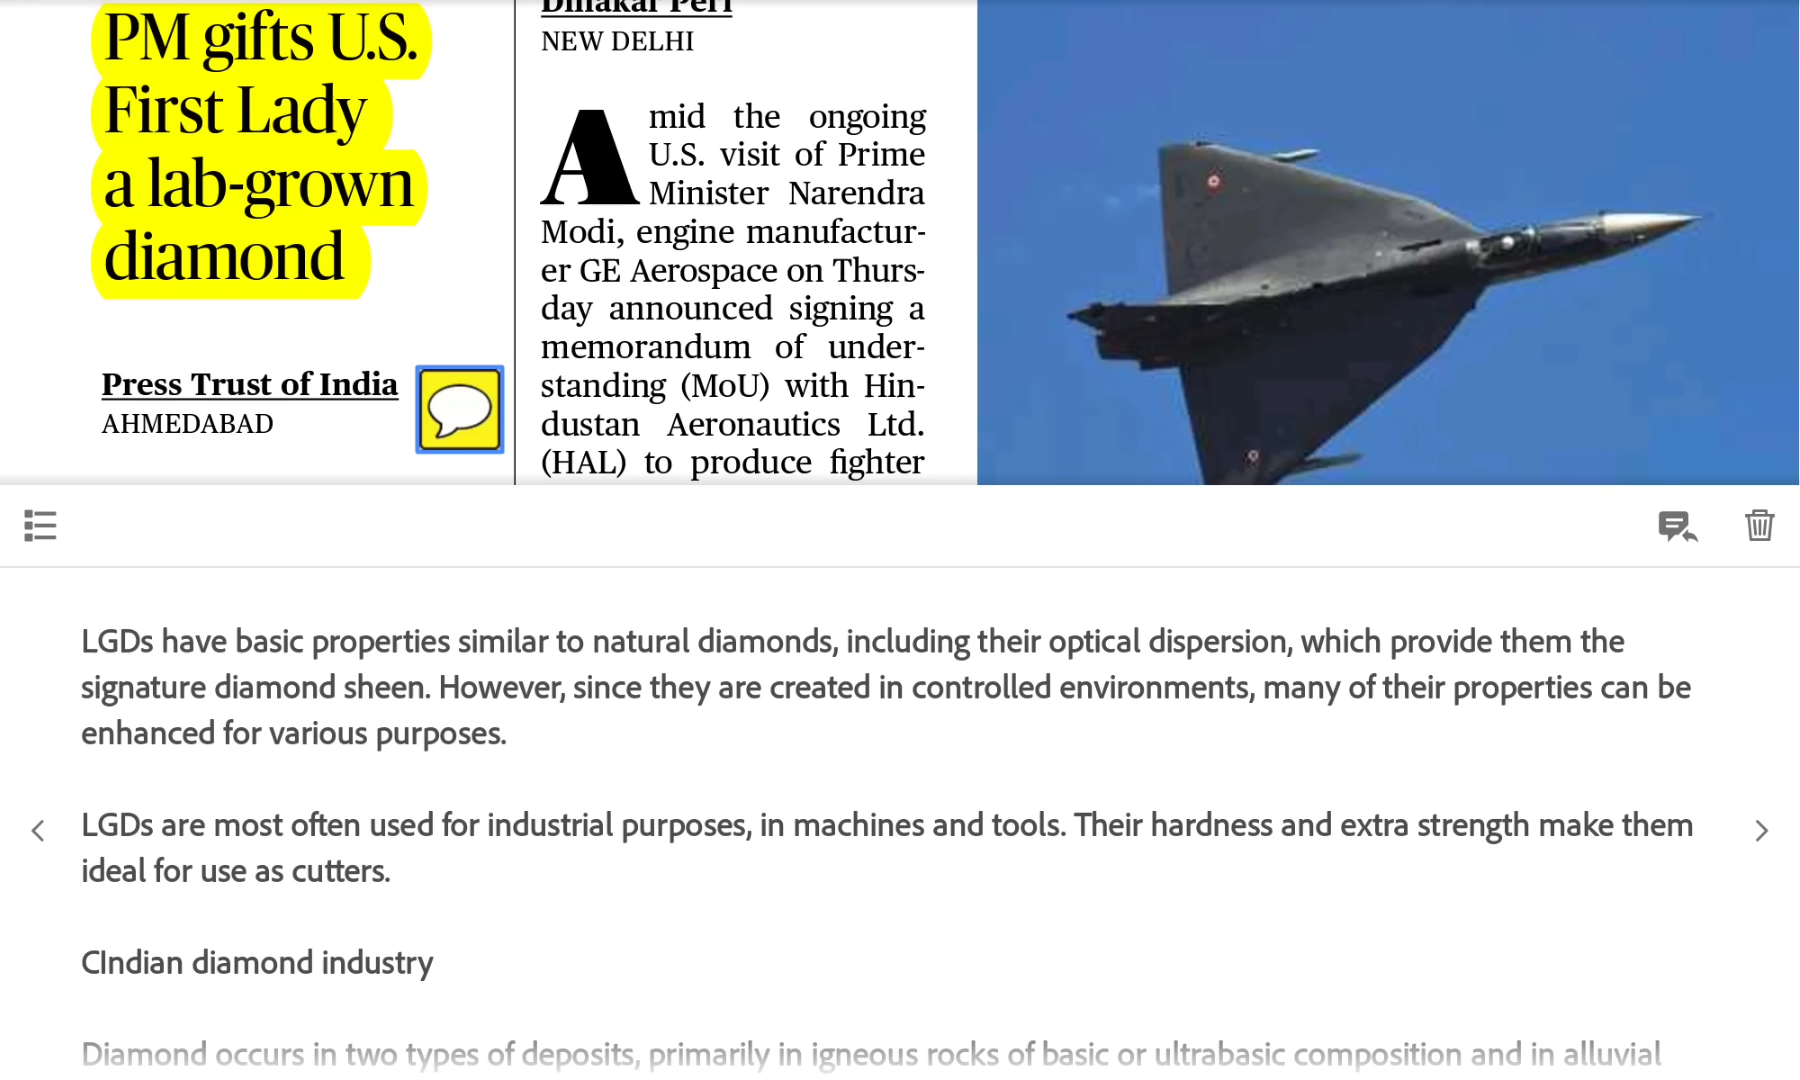 PM gifts U.S.
First Lady
a lab-grown
diamond
Press Trust of India
AHMEDABAD
Dinakar Peri
NEW DELHI
Amid the ongoing
U.S. visit of Prime
Minister Narendra
Modi, engine manufactur-
er GE Aerospace on Thurs-
day announced signing a
memorandum of under-
standing (MoU) with Hin-
dustan Aeronautics Ltd.
(HAL) to produce fighter
LGDs have basic properties similar to natural diamonds, including their optical dispersion, which provide them the
signature diamond sheen. However, since they are created in controlled environments, many of their properties can be
enhanced for various purposes.
LGDs are most often used for industrial purposes, in machines and tools. Their hardness and extra strength make them
ideal for use as cutters.
CIndian diamond industry
Diamond occurs in two types of deposits, primarily in igneous rocks of basic or ultrabasic composition and in alluvial